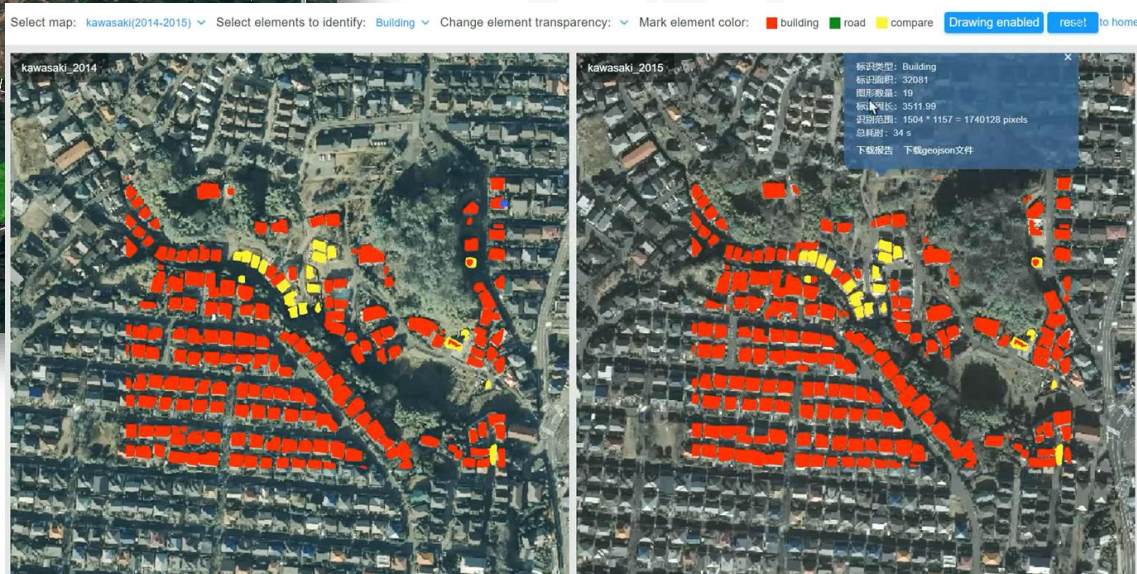 Select map: kawasaki(2014-2015) Select elements to identify: Building Change element transparency: Mark element color: building road compare Drawing enabled reset to home
kawasaki_2014
kawasaki_2015
标识类型：Building
标识面积：32081
图形数量：19
标识周长：3511.99
识别范围：1504 * 1157 = 1740128 pixels
总耗时：34 s
下载报告 下载geojson文件